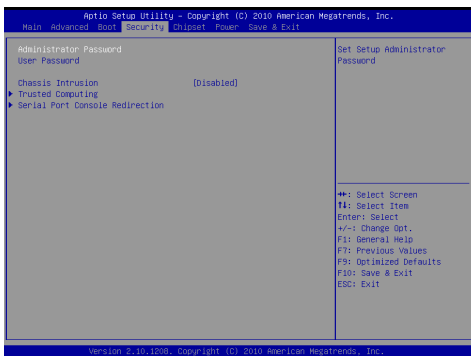 Aptio Setup Utility – Copyright (C) 2010 American Megatrends, Inc.
Main Advanced Boot Security Chipset Power Save & Exit
Administrator Password
User Password
Chassis Intrusion [Disabled]
Trusted Computing
Serial Port Console Redirection
Set Setup Administrator
Password
→←: Select Screen
↑↓: Select Item
Enter: Select
+/-: Change Opt.
F1: General Help
F7: Previous Values
F9: Optimized Defaults
F10: Save & Exit
ESC: Exit
Version 2.10.1208. Copyright (C) 2010 American Megatrends, Inc.